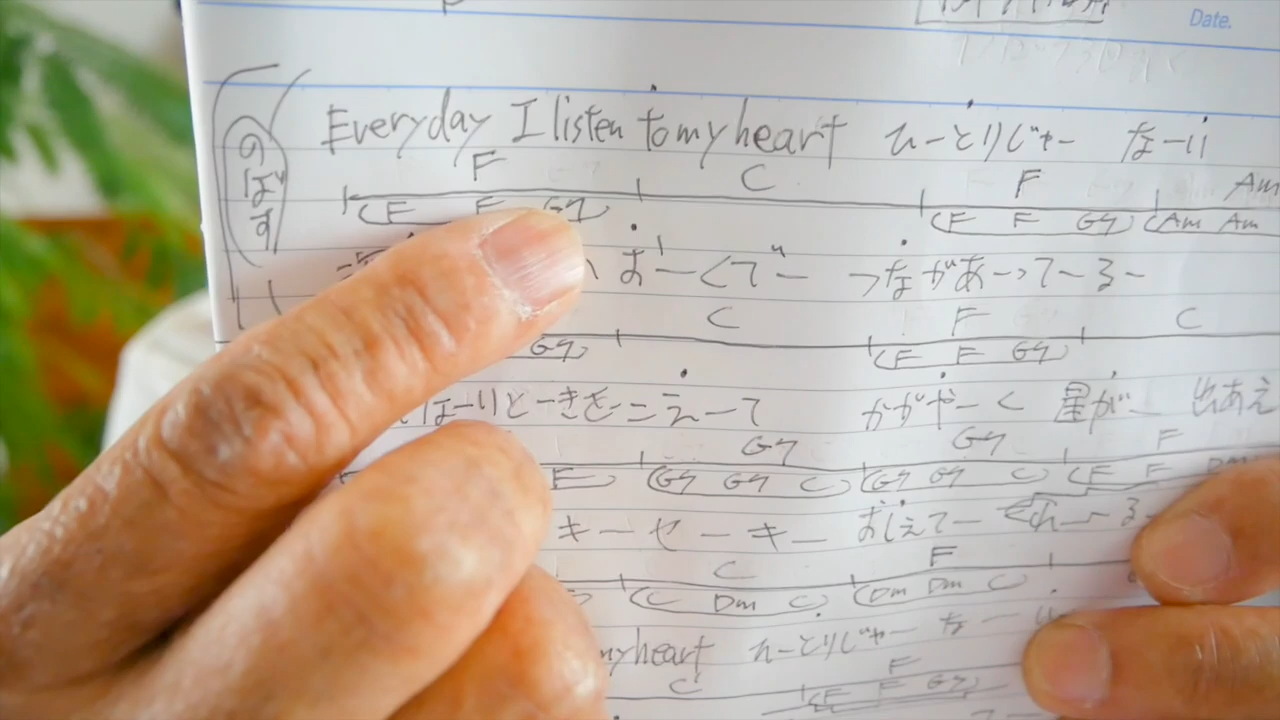 Date.
のばす
Everyday I listen to my heart ひーとりじゃー なーい
F C F Am
(F F G7) (F F G7) (Am Am
おーくでー つながあーってーるー
C F C
G7) (F F G7)
はーりとーきをーこえーて かがやーく 星がー 出あえ
G7 G7 F
F) (G7 G7 C) (G7 G7 C) (F F Dm
キーセーキー おしえてー くれーるー
C F
(C Dm C) (Dm Dm C)
my heart ひーとりじゃー なーい
C F
(F F G7)